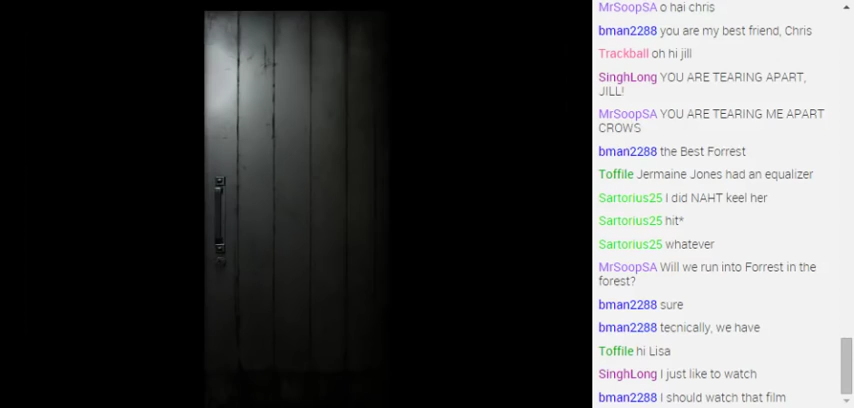 MrSoopSA o hai chris
bman2288 you are my best friend, Chris
Trackball oh hi jill
SinghLong YOU ARE TEARING APART,
JILL!
MrSoopSA YOU ARE TEARING ME APART
CROWS
bman2288 the Best Forrest
Toffile Jermaine Jones had an equalizer
Sartorius25 I did NAHT keel her
Sartorius25 hit*
Sartorius25 whatever
MrSoopSA Will we run into Forrest in the
forest?
bman2288 sure
bman2288 tecnically, we have
Toffile hi Lisa
SinghLong I just like to watch
bman2288 I should watch that film